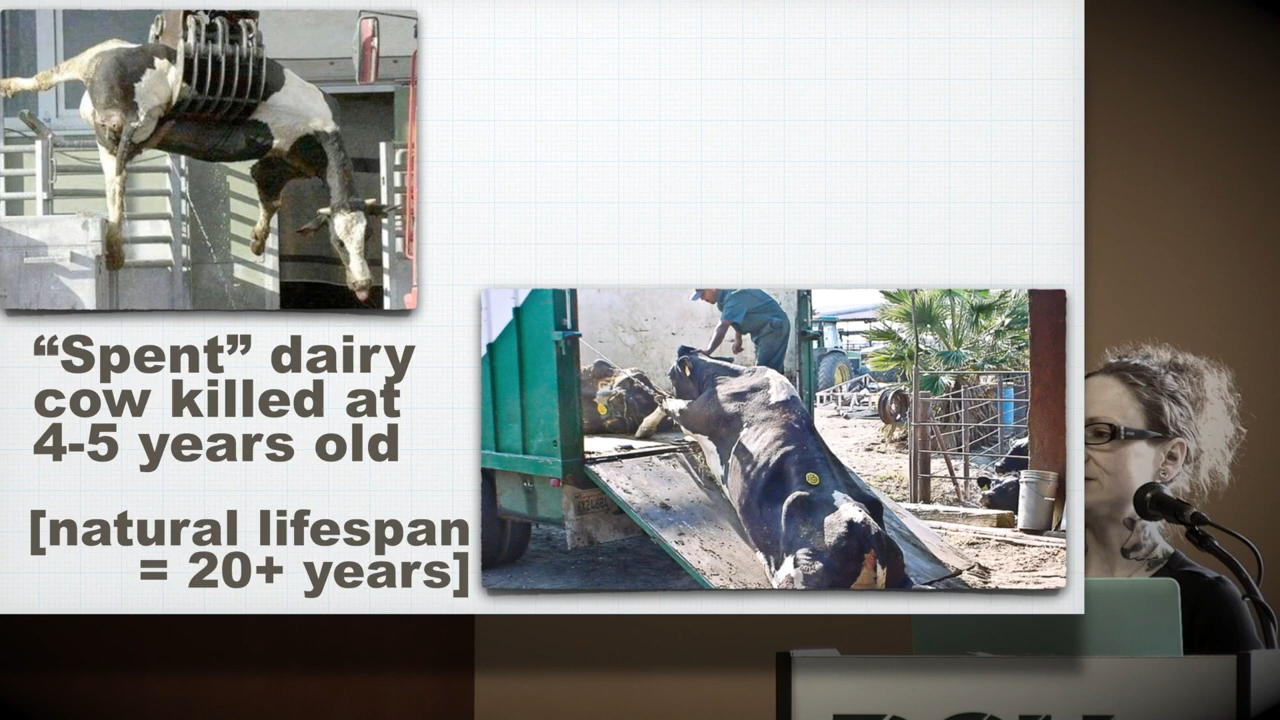 “Spent” dairy
cow killed at
4-5 years old
[natural lifespan
= 20+ years]